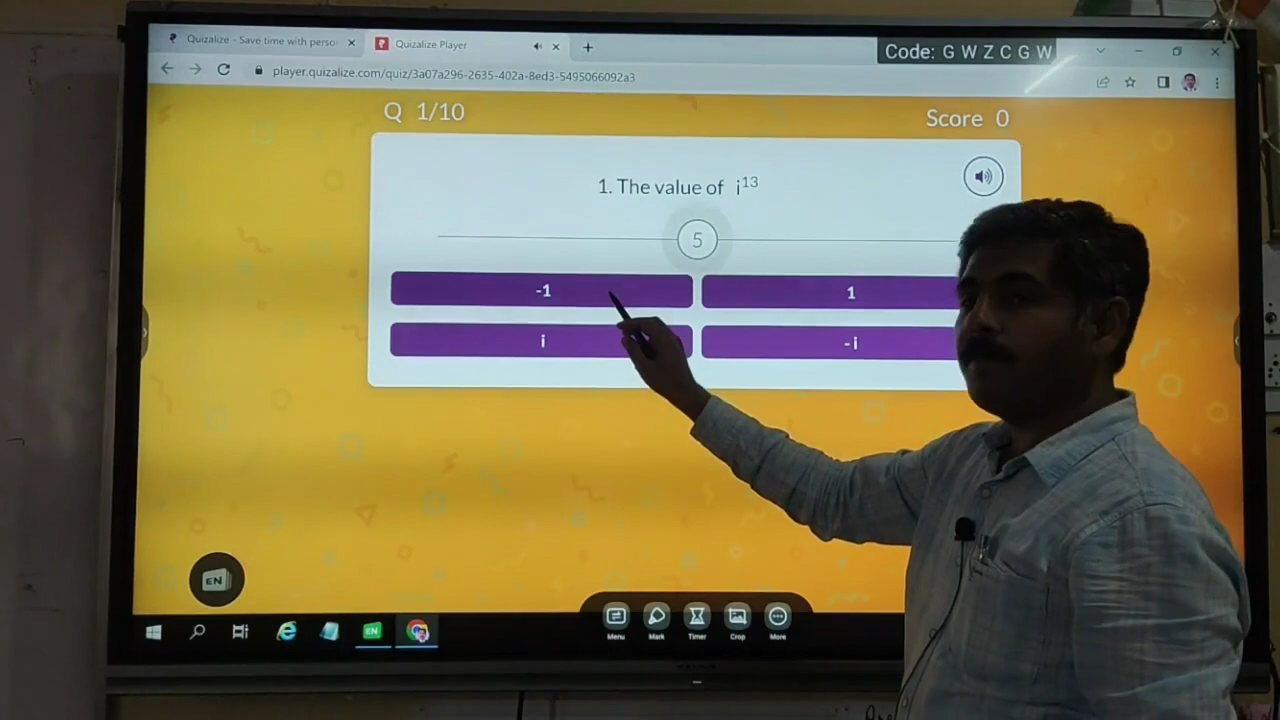 Quizalize - Save time with perso
Quizalize Player
Code: G W Z C G W
player.quizalize.com/quiz/3a07a296-2635-402a-8ed3-5495066092a3
Q 1/10
Score 0
1. The value of i¹³
5
-1
1
i
-i
EN
Menu
Mark
Timer
Crop
More
EN